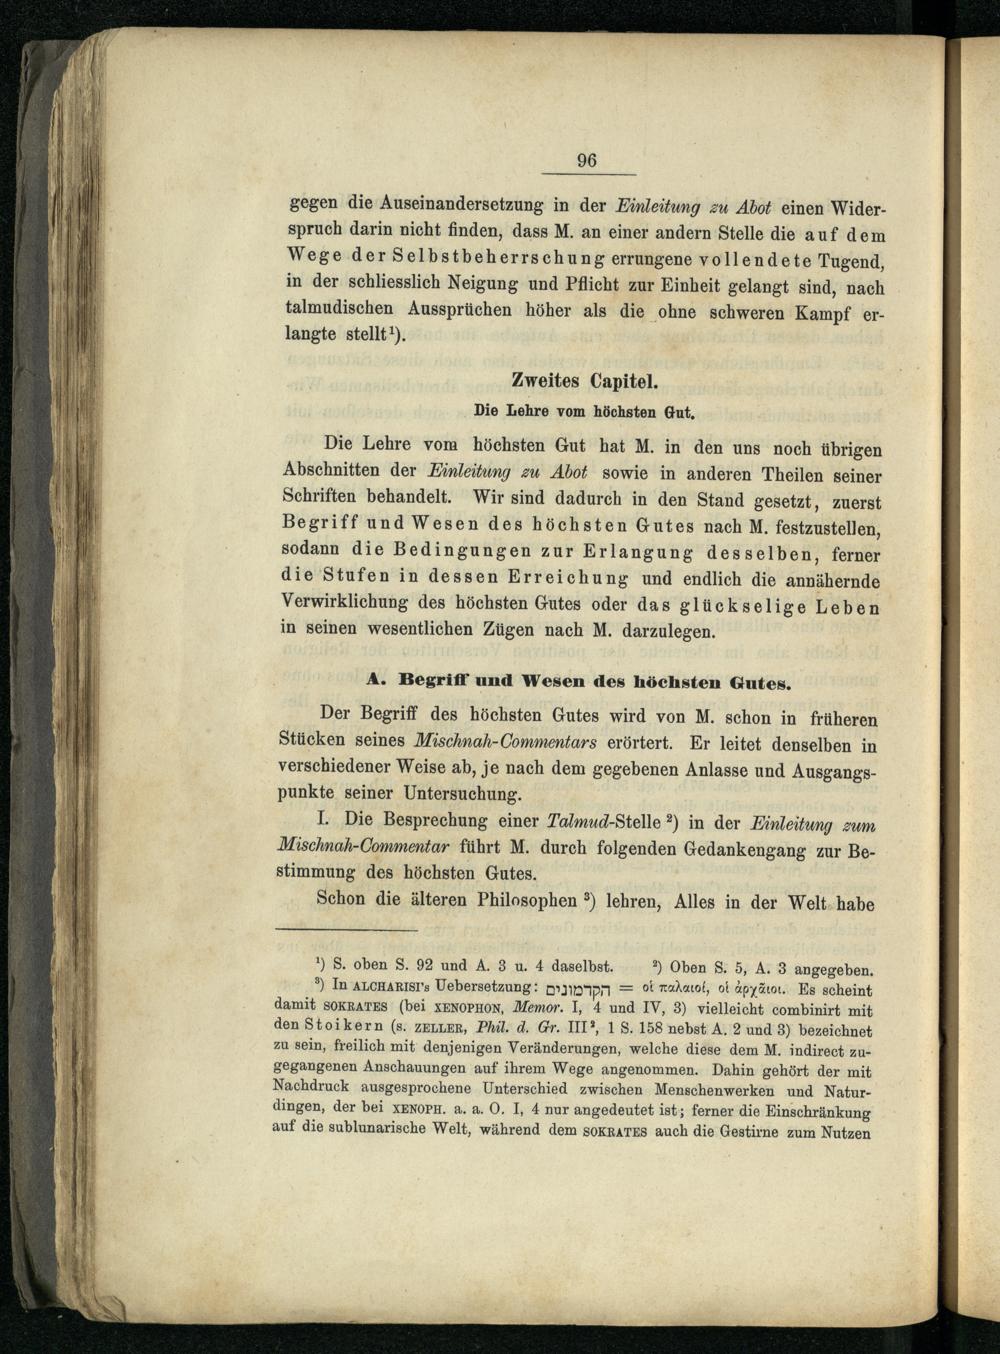 96
gegen die Auseinandersetzung in der Einleitung zu Abot einen Wider-
spruch darin nicht finden, dass M. an einer andern Stelle die auf dem
Wege der Selbstbeherrschung errungene vollendete Tugend,
in der schliesslich Neigung und Pflicht zur Einheit gelangt sind, nach
talmudischen Aussprüchen höher als die ohne schweren Kampf er-
langte stellt¹).
Zweites Capitel.
Die Lehre vom höchsten Gut.
Die Lehre vom höchsten Gut hat M. in den uns noch übrigen
Abschnitten der Einleitung zu Abot sowie in anderen Theilen seiner
Schriften behandelt. Wir sind dadurch in den Stand gesetzt, zuerst
Begriff und Wesen des höchsten Gutes nach M. festzustellen,
sodann die Bedingungen zur Erlangung desselben, ferner
die Stufen in dessen Erreichung und endlich die annähernde
Verwirklichung des höchsten Gutes oder das glückselige Leben
in seinen wesentlichen Zügen nach M. darzulegen.
A. Begriff und Wesen des höchsten Gutes.
Der Begriff des höchsten Gutes wird von M. schon in früheren
Stücken seines Mischnah-Commentars erörtert. Er leitet denselben in
verschiedener Weise ab, je nach dem gegebenen Anlasse und Ausgangs-
punkte seiner Untersuchung.
I. Die Besprechung einer Talmud-Stelle ²) in der Einleitung zum
Mischnah-Commentar führt M. durch folgenden Gedankengang zur Be-
stimmung des höchsten Gutes.
Schon die älteren Philosophen ³) lehren, Alles in der Welt habe
¹) S. oben S. 92 und A. 3 u. 4 daselbst. ²) Oben S. 5, A. 3 angegeben.
³) In ALCHARISI's Uebersetzung: הקדמונים = οἱ παλαιοί, οἱ ἀρχᾶιοι. Es scheint
damit SOKRATES (bei XENOPHON, Memor. I, 4 und IV, 3) vielleicht combinirt mit
den Stoikern (s. ZELLER, Phil. d. Gr. III², 1 S. 158 nebst A. 2 und 3) bezeichnet
zu sein, freilich mit denjenigen Veränderungen, welche diese dem M. indirect zu-
gegangenen Anschauungen auf ihrem Wege angenommen. Dahin gehört der mit
Nachdruck ausgesprochene Unterschied zwischen Menschenwerken und Natur-
dingen, der bei XENOPH. a. a. O. I, 4 nur angedeutet ist; ferner die Einschränkung
auf die sublunarische Welt, während dem SOKRATES auch die Gestirne zum Nutzen